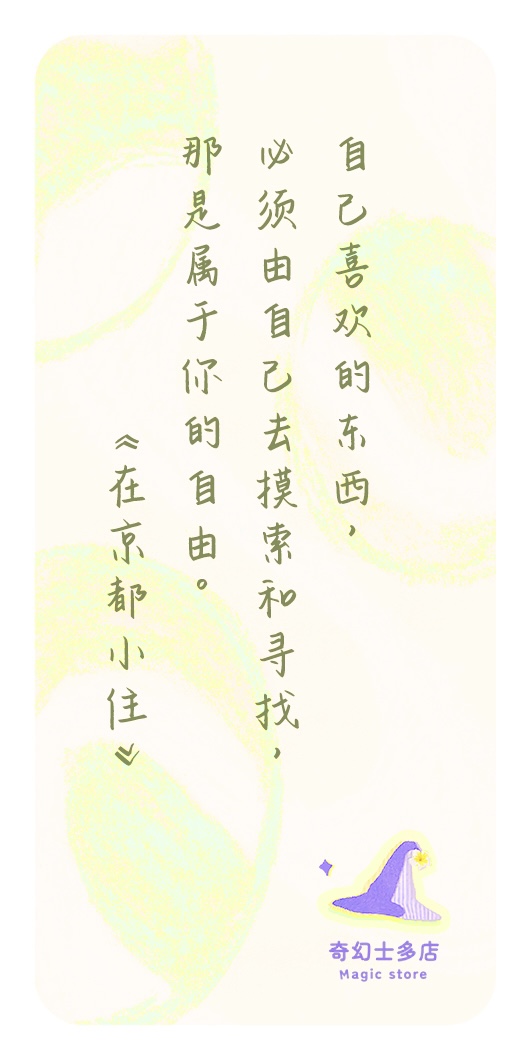 自己喜欢的东西，
必须由自己去摸索和寻找，
那是属于你的自由。
《在京都小住》
奇幻士多店
Magic store